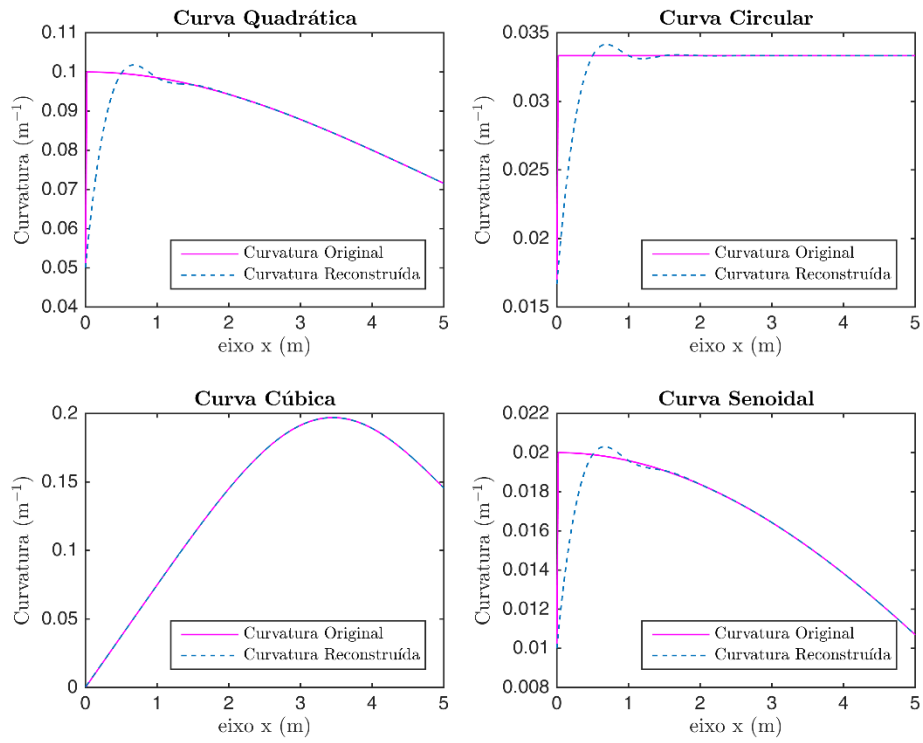 Curva Quadrática
0.11
0.1
0.09
0.08
0.07
0.06
0.05
0.04
Curvatura (m⁻¹)
Curvatura Original
Curvatura Reconstruída
0 1 2 3 4 5
eixo x (m)
Curva Circular
0.035
0.03
0.025
0.02
0.015
Curvatura (m⁻¹)
Curvatura Original
Curvatura Reconstruída
0 1 2 3 4 5
eixo x (m)
Curva Cúbica
0.2
0.15
0.1
0.05
0
Curvatura (m⁻¹)
Curvatura Original
Curvatura Reconstruída
0 1 2 3 4 5
eixo x (m)
Curva Senoidal
0.022
0.02
0.018
0.016
0.014
0.012
0.01
0.008
Curvatura (m⁻¹)
Curvatura Original
Curvatura Reconstruída
0 1 2 3 4 5
eixo x (m)